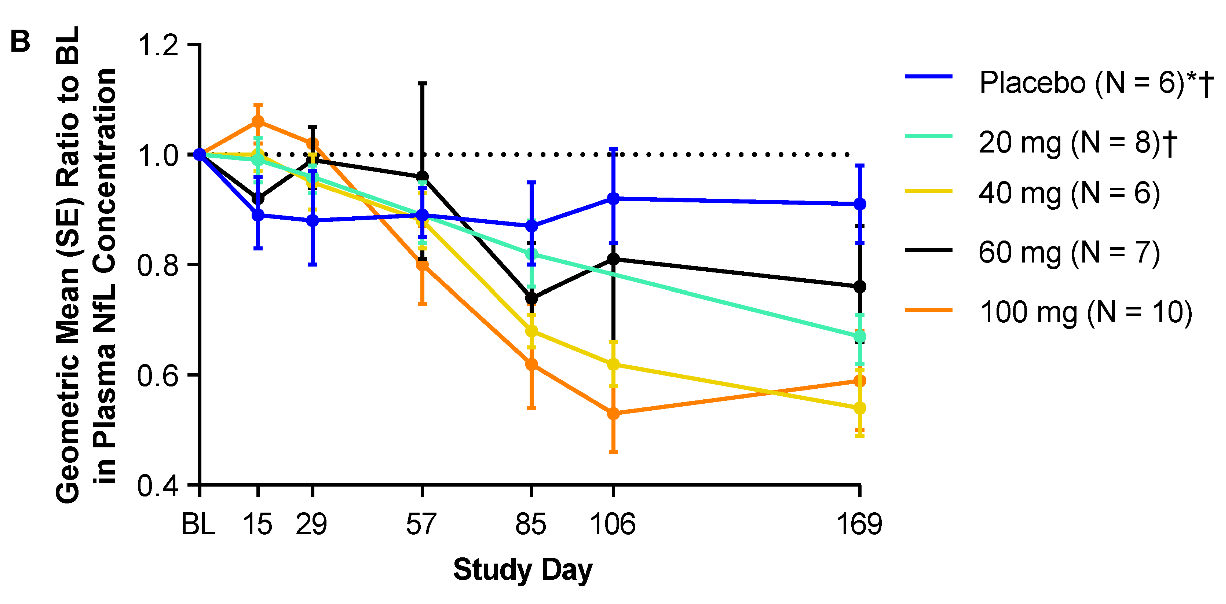 B
Geometric Mean (SE) Ratio to BL
in Plasma NfL Concentration
1.2
1.0
0.8
0.6
0.4
BL 15 29 57 85 106 169
Study Day
Placebo (N = 6)*†
20 mg (N = 8)†
40 mg (N = 6)
60 mg (N = 7)
100 mg (N = 10)